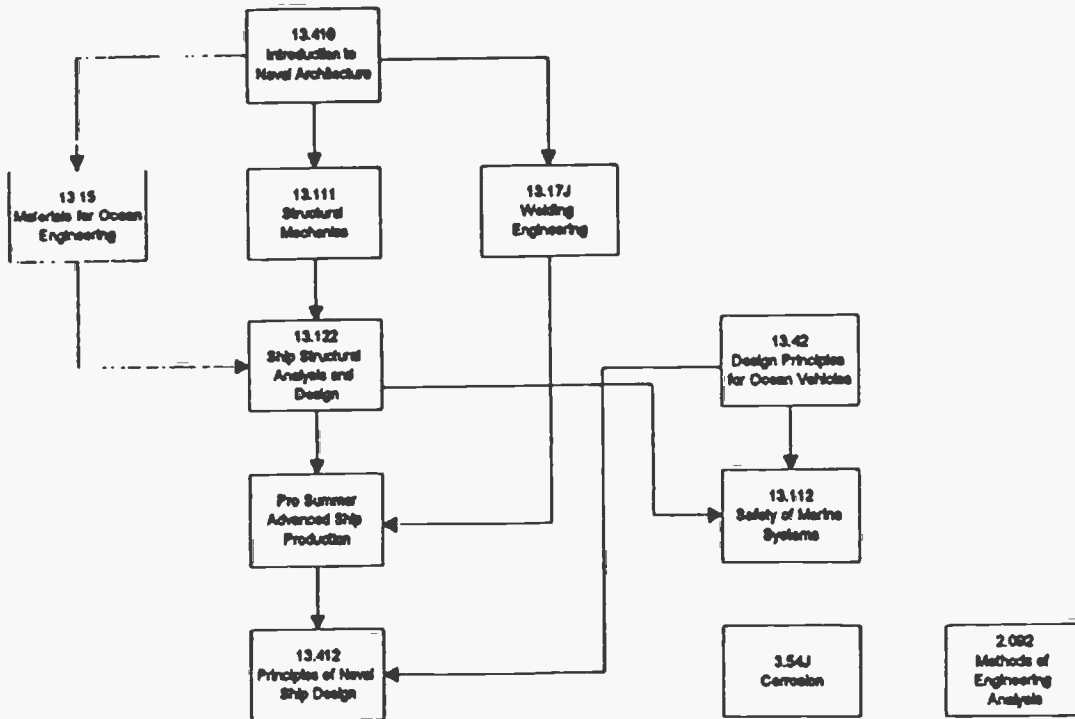 13.410
Introduction to
Naval Architecture
13.15
Materials for Ocean
Engineering
13.111
Structural
Mechanics
13.17J
Welding
Engineering
13.122
Ship Structural
Analysis and
Design
13.42
Design Principles
for Ocean Vehicles
Pro Summer
Advanced Ship
Production
13.112
Safety of Marine
Systems
13.412
Principles of Naval
Ship Design
3.54J
Corrosion
2.092
Methods of
Engineering
Analysis